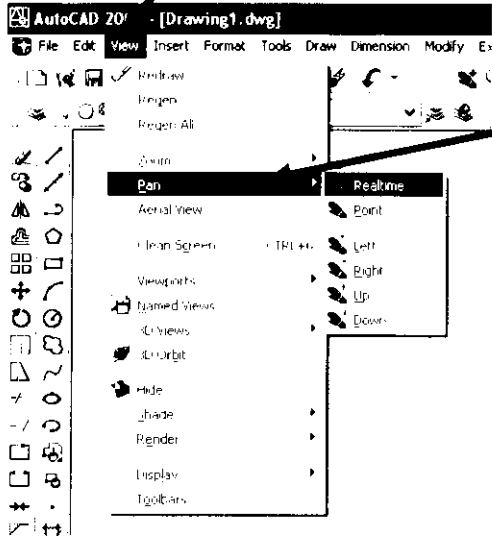 AutoCAD 20 - [Drawing1.dwg]
File Edit View Insert Format Tools Draw Dimension Modify Ex
Redraw
Regen
Regen All
Zoom
Pan
Aerial View
Clean Screen CTRL+
Viewports
Named Views
3D Views
3D Orbit
Hide
Shade
Render
Display
Toolbars
Realtime
Point
Left
Right
Up
Down